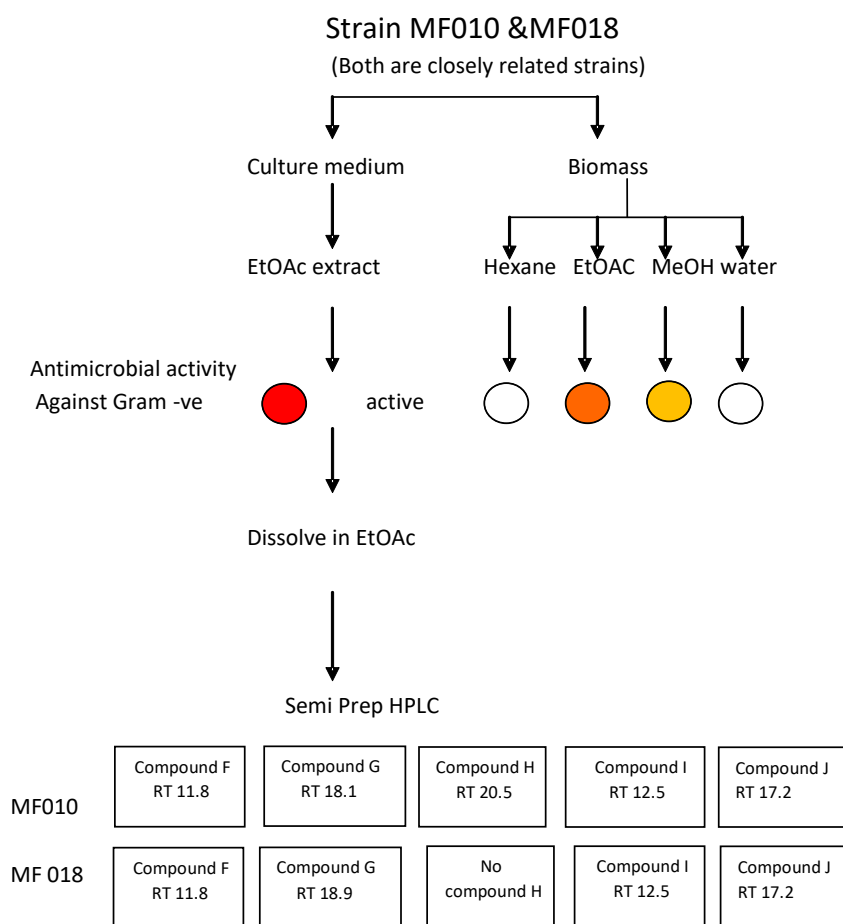 Strain MF010 &MF018
(Both are closely related strains)
Culture medium
Biomass
EtOAc extract
Hexane EtOAC MeOH water
Antimicrobial activity
Against Gram -ve
active
Dissolve in EtOAc
Semi Prep HPLC
MF010
Compound F
RT 11.8
Compound G
RT 18.1
Compound H
RT 20.5
Compound I
RT 12.5
Compound J
RT 17.2
MF 018
Compound F
RT 11.8
Compound G
RT 18.9
No
compound H
Compound I
RT 12.5
Compound J
RT 17.2